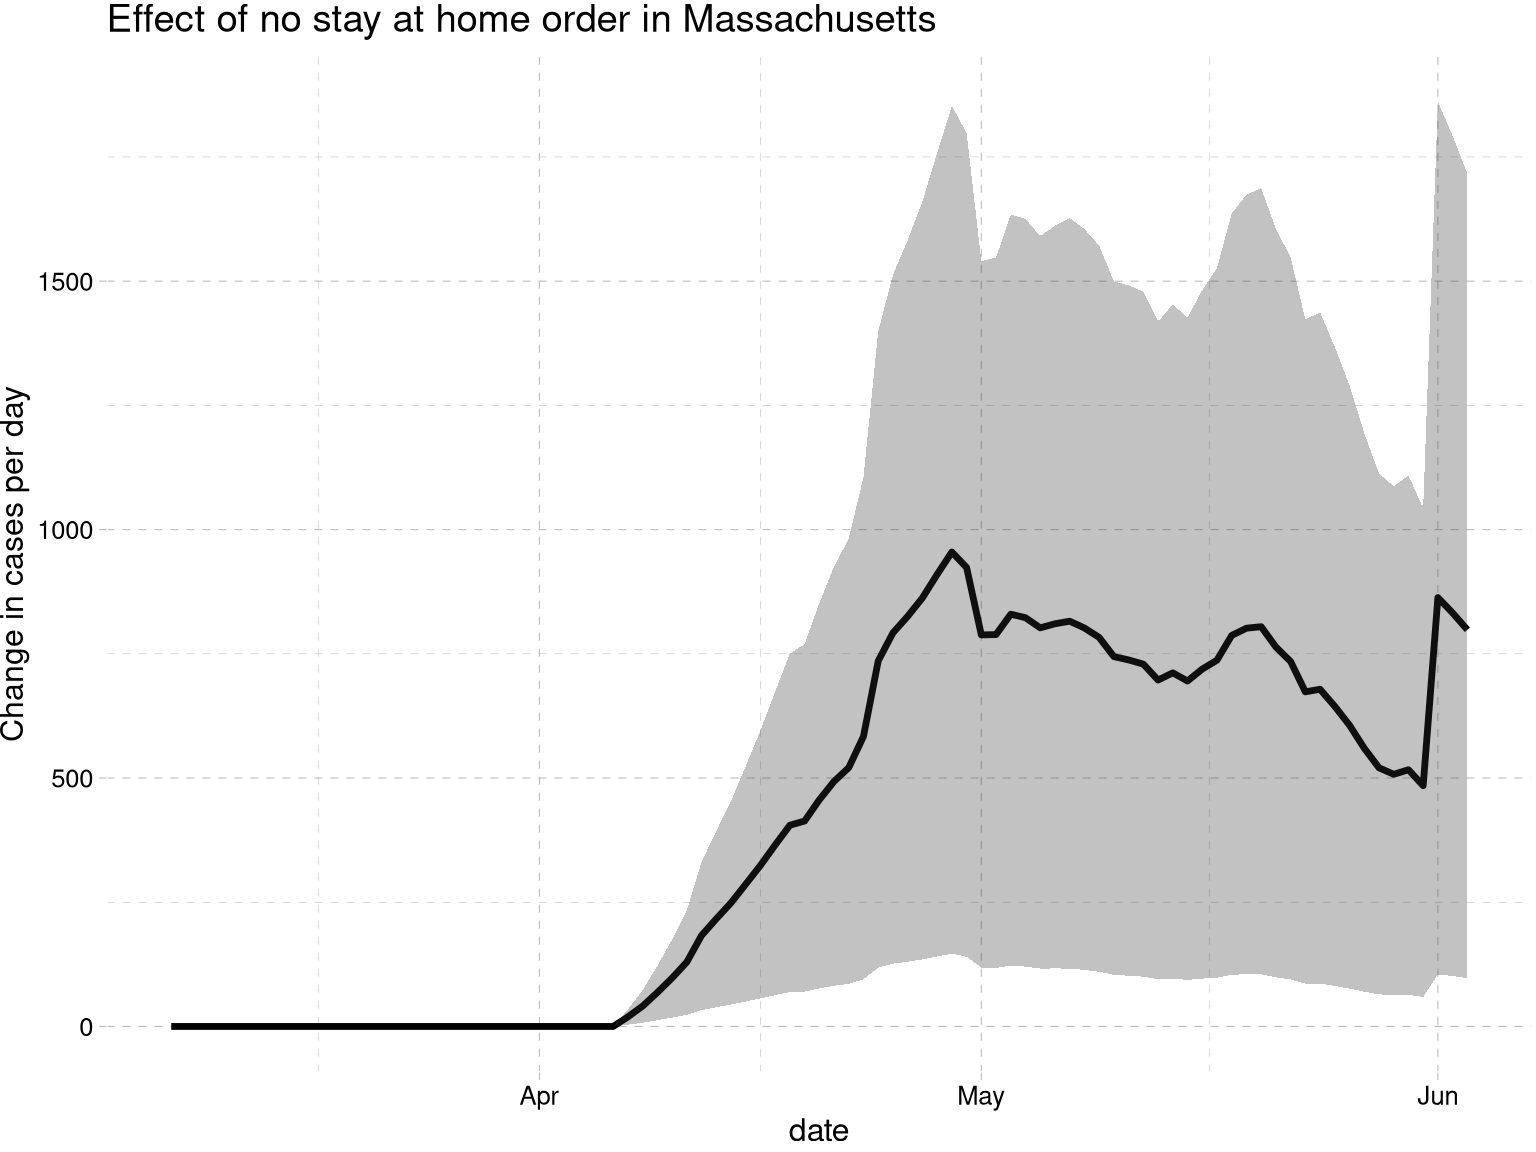 Effect of no stay at home order in Massachusetts
Change in cases per day
1500
1000
500
0
Apr
May
Jun
date